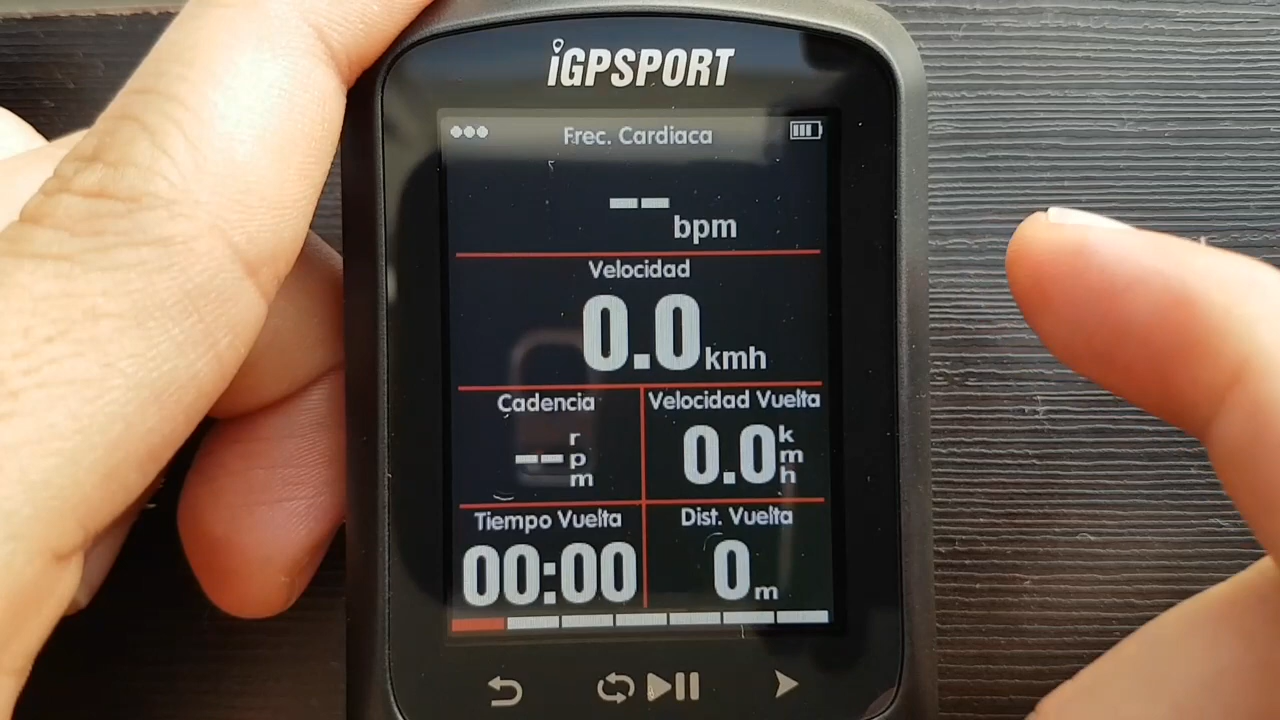 iGPSPORT
Frec. Cardiaca
--
bpm
Velocidad
0.0 kmh
Cadencia
-- rpm
Velocidad Vuelta
0.0 kmh
Tiempo Vuelta
00:00
Dist. Vuelta
0 m